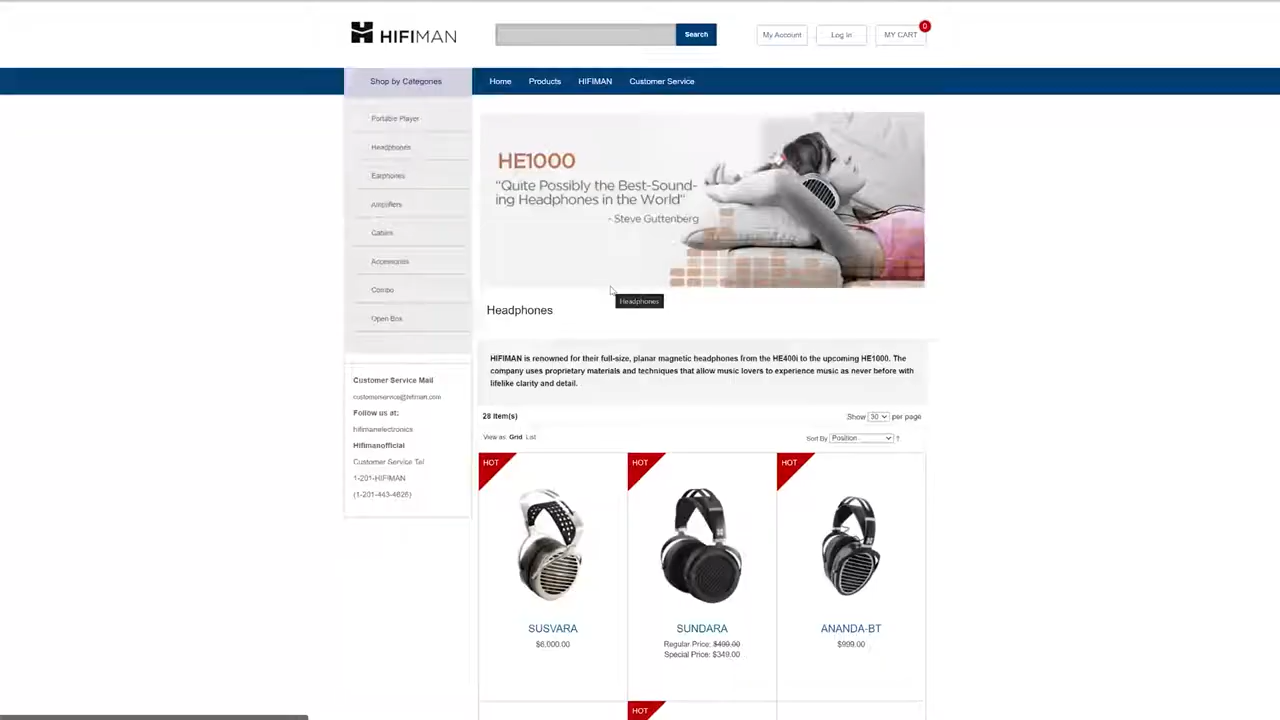 HIFIMAN
Search
My Account
Log in
MY CART
0
Shop by Categories
Home
Products
HIFIMAN
Customer Service
Portable Player
Headphones
Earphones
Amplifiers
Cables
Accessories
Combo
Open Box
Customer Service Mail
customerservice@hifiman.com
Follow us at:
hifimanelectronics
Hifimanofficial
Customer Service Tel
1-201-HIFIMAN
(1-201-443-4626)
HE1000
"Quite Possibly the Best-Sound-
ing Headphones in the World"
- Steve Guttenberg
Headphones
Headphones
HIFIMAN is renowned for their full-size, planar magnetic headphones from the HE400i to the upcoming HE1000. The
company uses proprietary materials and techniques that allow music lovers to experience music as never before with
lifelike clarity and detail.
28 Item(s)
Show 30 per page
View as: Grid List
Sort By Position
HOT
HOT
HOT
SUSVARA
$6,000.00
SUNDARA
Regular Price: $499.00
Special Price: $349.00
ANANDA-BT
$999.00
HOT